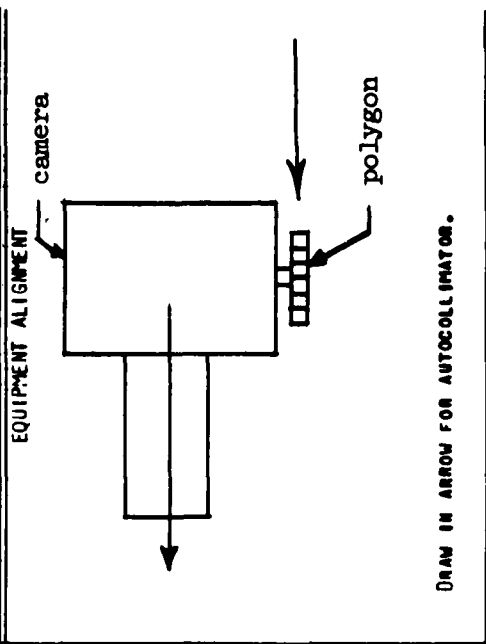 EQUIPMENT ALIGNMENT
camera
polygon
DRAW IN ARROW FOR AUTOCOLLIMATOR.